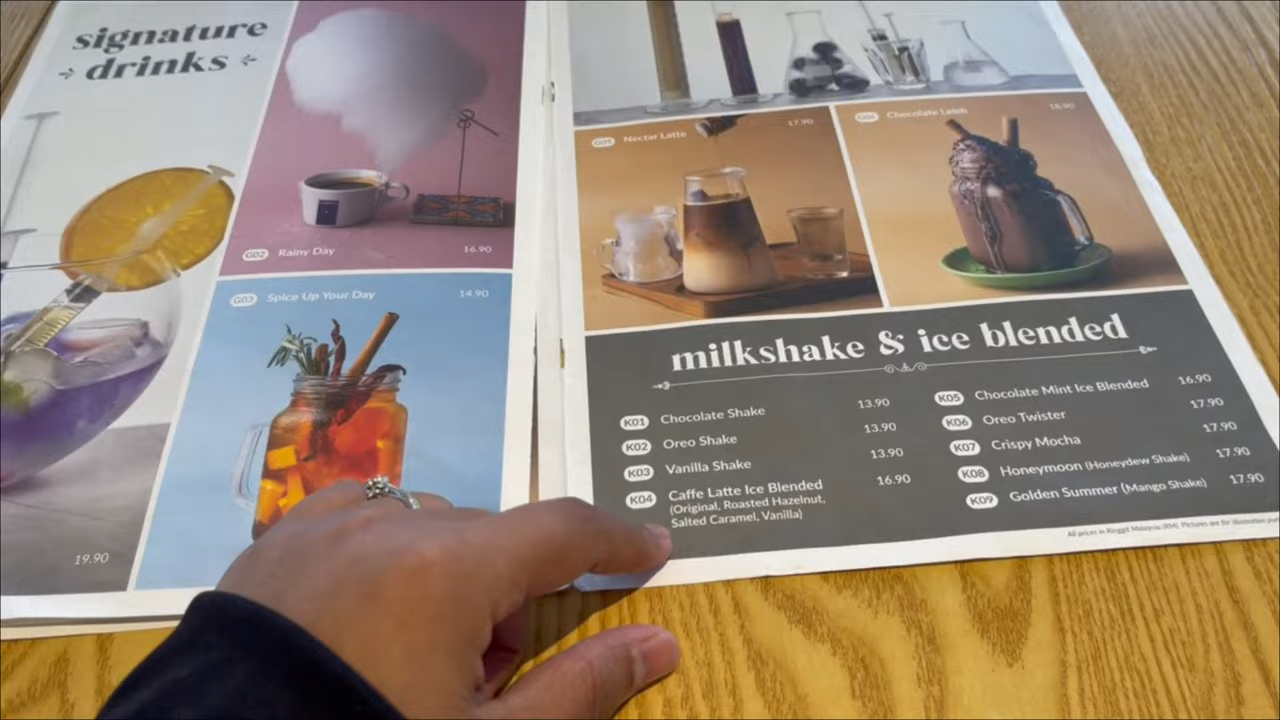 signature
drinks
G02 Rainy Day 16.90
G03 Spice Up Your Day 14.90
19.90
G05 Nectar Latte 17.90
G06 Chocolate Latch 18.90
milkshake & ice blended
K01 Chocolate Shake 13.90
K02 Oreo Shake 13.90
K03 Vanilla Shake 13.90
K04 Caffe Latte Ice Blended 16.90
(Original, Roasted Hazelnut,
Salted Caramel, Vanilla)
K05 Chocolate Mint Ice Blended 16.90
K06 Oreo Twister 17.90
K07 Crispy Mocha 17.90
K08 Honeymoon (Honeydew Shake) 17.90
K09 Golden Summer (Mango Shake) 17.90
All prices in Ringgit Malaysia (RM). Pictures are for illustration